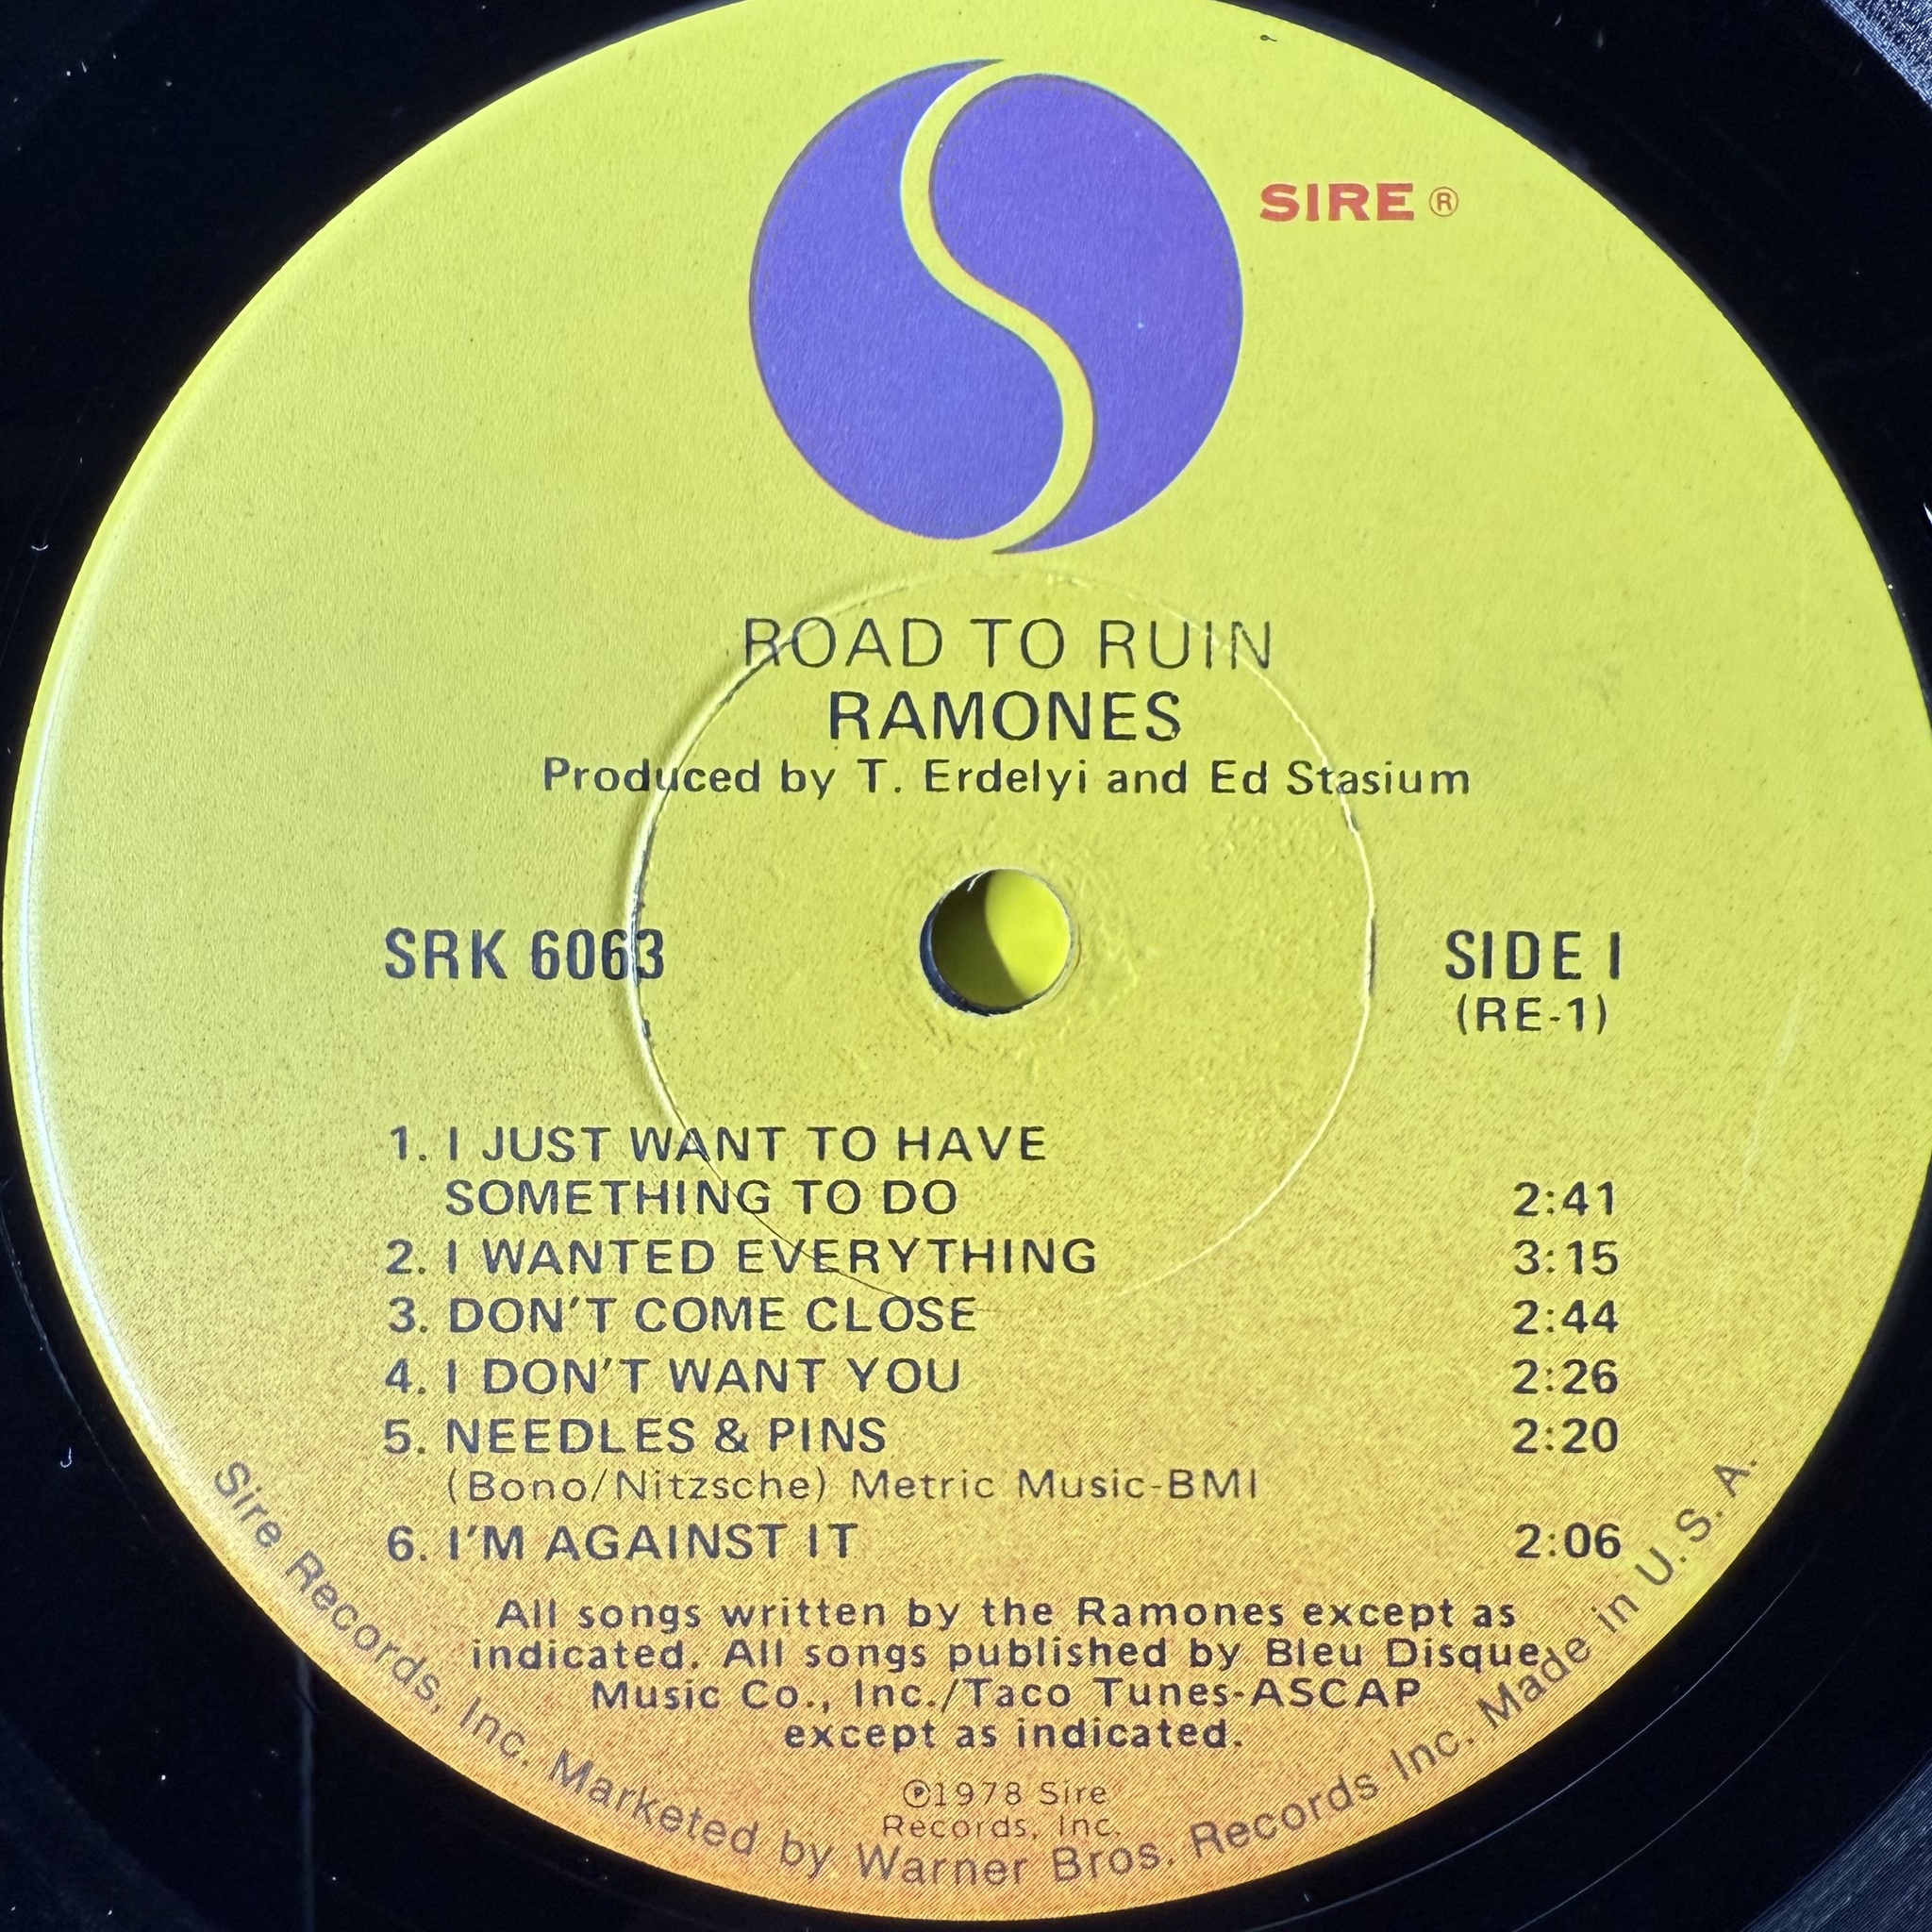 SIRE ®
ROAD TO RUIN
RAMONES
Produced by T. Erdelyi and Ed Stasium
SRK 6063
SIDE I
(RE-1)
1. I JUST WANT TO HAVE
SOMETHING TO DO 2:41
2. I WANTED EVERYTHING 3:15
3. DON'T COME CLOSE 2:44
4. I DON'T WANT YOU 2:26
5. NEEDLES & PINS 2:20
(Bono/Nitzsche) Metric Music-BMI
6. I'M AGAINST IT 2:06
All songs written by the Ramones except as
indicated. All songs published by Bleu Disque
Music Co., Inc./Taco Tunes-ASCAP
except as indicated.
℗1978 Sire
Records, Inc.
Sire Records, Inc. Marketed by Warner Bros. Records Inc. Made in U.S.A.